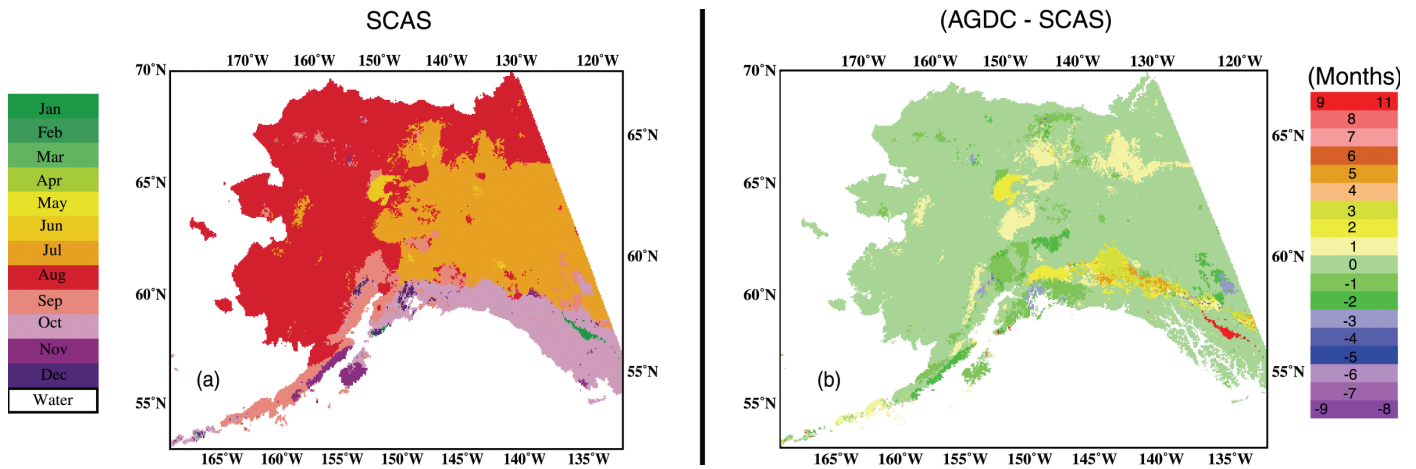 SCAS
170˚W 160˚W 150˚W 140˚W 130˚W 120˚W
70˚N
65˚N
60˚N
55˚N
65˚N
60˚N
55˚N
165˚W 160˚W 155˚W 150˚W 145˚W 140˚W 135˚W
(a)
Jan
Feb
Mar
Apr
May
Jun
Jul
Aug
Sep
Oct
Nov
Dec
Water
(AGDC - SCAS)
170˚W 160˚W 150˚W 140˚W 130˚W 120˚W
70˚N
65˚N
60˚N
55˚N
65˚N
60˚N
55˚N
165˚W 160˚W 155˚W 150˚W 145˚W 140˚W 135˚W
(b)
(Months)
9 11
8
7
6
5
4
3
2
1
0
-1
-2
-3
-4
-5
-6
-7
-9 -8